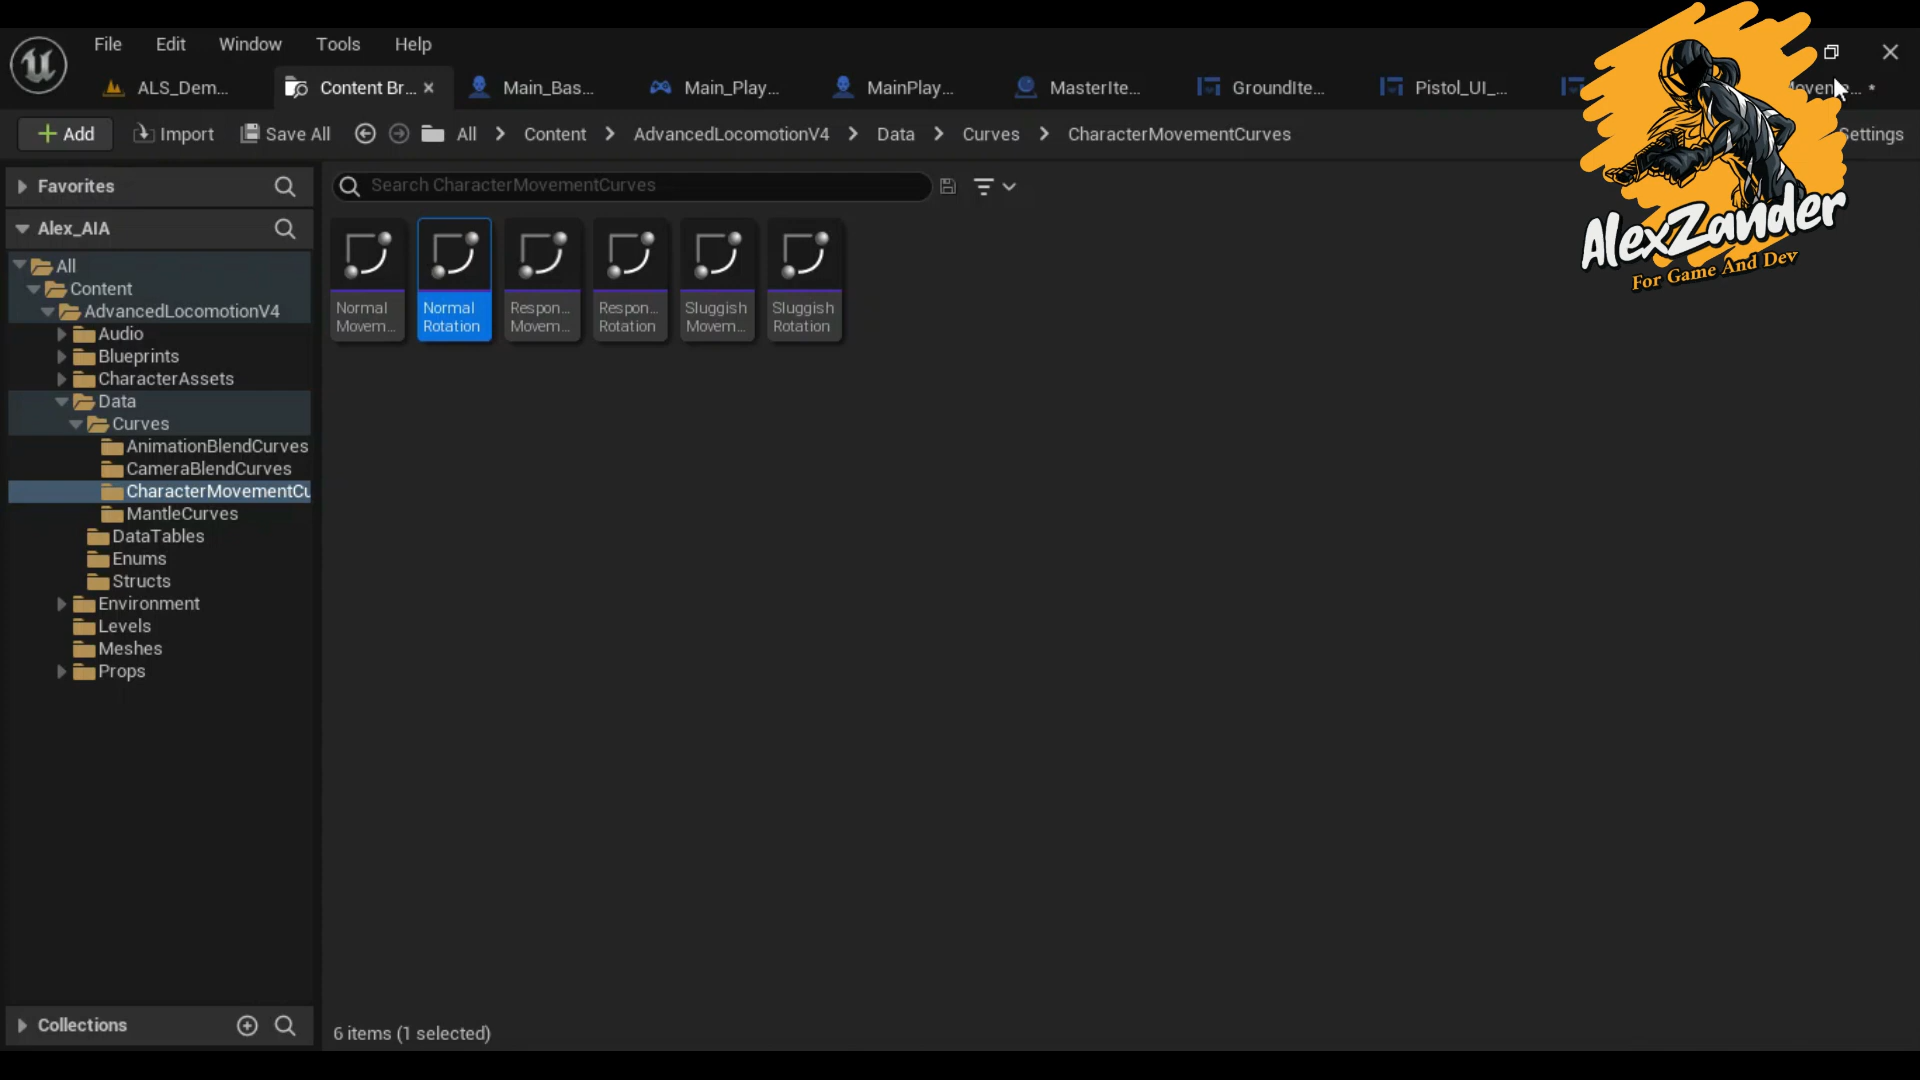 File Edit Window Tools Help
ALS_Dem... Content Br... Main_Bas... Main_Play... MainPlay... MasterIte... GroundIte... Pistol_UI_...
Add Import Save All All Content AdvancedLocomotionV4 Data Curves CharacterMovementCurves Settings
Favorites
Search CharacterMovementCurves
Alex_AIA
All
Content
AdvancedLocomotionV4
Audio
Blueprints
CharacterAssets
Data
Curves
AnimationBlendCurves
CameraBlendCurves
CharacterMovementCu
MantleCurves
DataTables
Enums
Structs
Environment
Levels
Meshes
Props
Normal
Movem...
Normal
Rotation
Respon...
Movem...
Respon...
Rotation
Sluggish
Movem...
Sluggish
Rotation
AlexZander
For Game And Dev
Collections
6 items (1 selected)